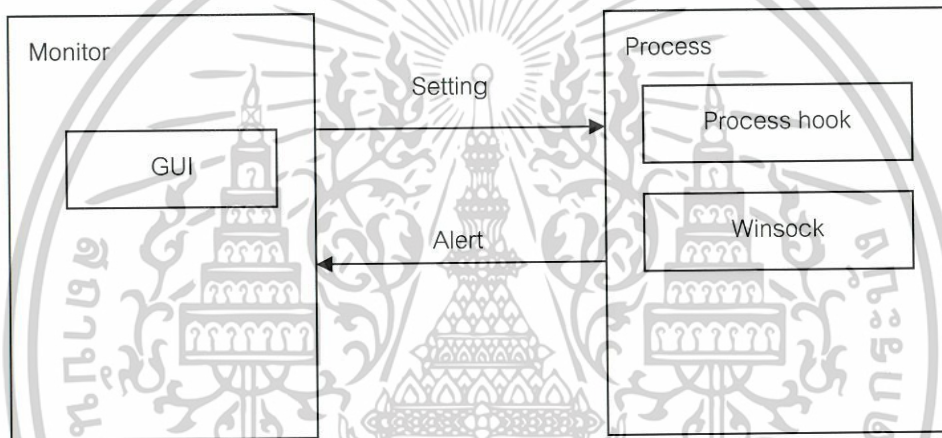 Monitor
GUI
Setting
Alert
Process
Process hook
Winsock